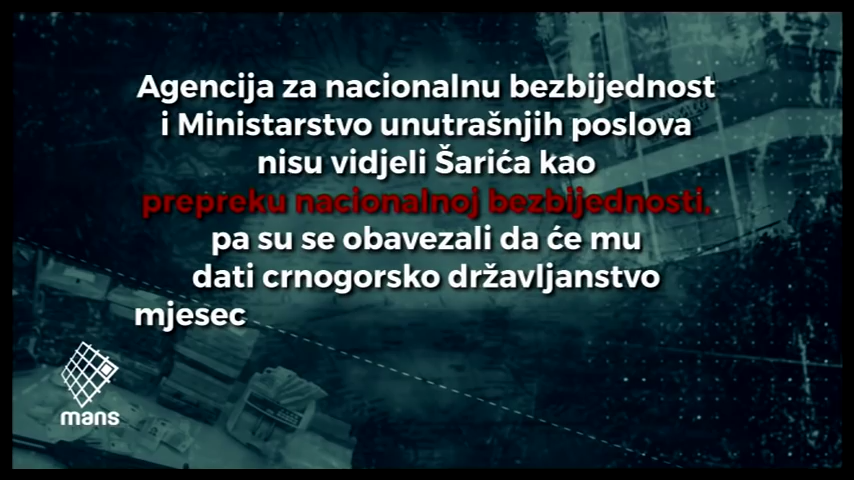 Agencija za nacionalnu bezbijednost
i Ministarstvo unutrašnjih poslova
nisu vidjeli Šarića kao
prepreku nacionalnoj bezbijednosti,
pa su se obavezali da će mu
dati crnogorsko državljanstvo
mjesec
mans